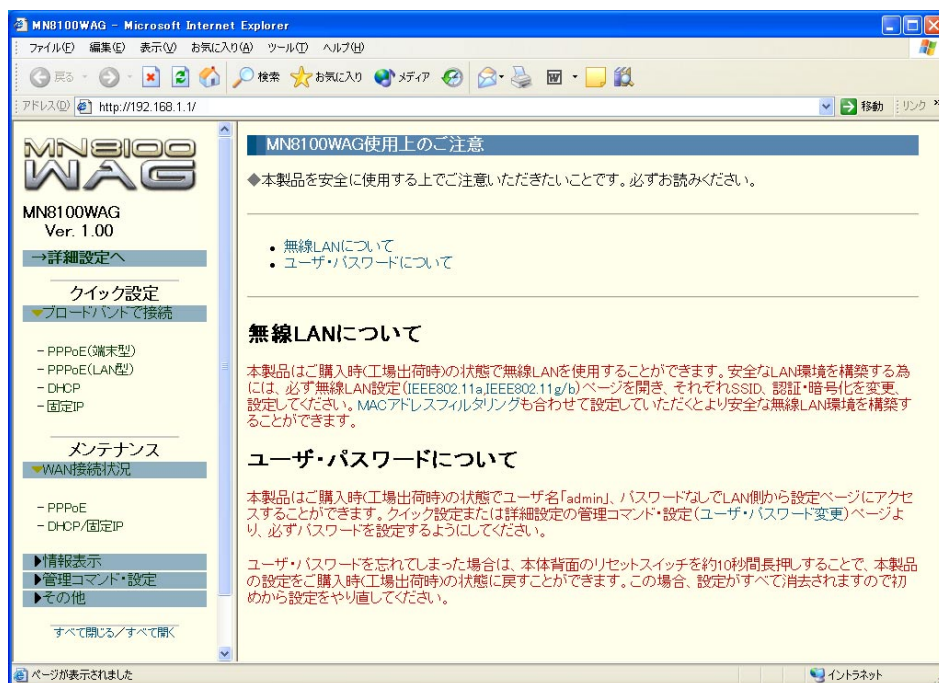 MN8100WAG - Microsoft Internet Explorer
ファイル(F) 編集(E) 表示(V) お気に入り(A) ツール(T) ヘルプ(H)
戻る 検索 お気に入り メディア
アドレス(D) http://192.168.1.1/ 移動 リンク »
MN8100
WAG
MN8100WAG
Ver. 1.00
→詳細設定へ
クイック設定
ブロードバンドで接続
- PPPoE(端末型)
- PPPoE(LAN型)
- DHCP
- 固定IP
メンテナンス
WAN接続状況
- PPPoE
- DHCP/固定IP
情報表示
管理コマンド・設定
その他
すべて閉じる/すべて開く
MN8100WAG使用上のご注意
◆本製品を安全に使用する上でご注意いただきたいことです。必ずお読みください。
• 無線LANについて
• ユーザ・パスワードについて
無線LANについて
本製品はご購入時(工場出荷時)の状態で無線LANを使用することができます。安全なLAN環境を構築する為
には、必ず無線LAN設定(IEEE802.11a,IEEE802.11g/b)ページを開き、それぞれSSID、認証・暗号化を変更、
設定してください。MACアドレスフィルタリングも合わせて設定していただくとより安全な無線LAN環境を構築す
ることができます。
ユーザ・パスワードについて
本製品はご購入時(工場出荷時)の状態でユーザ名「admin」、パスワードなしでLAN側から設定ページにアクセ
スすることができます。クイック設定または詳細設定の管理コマンド・設定(ユーザ・パスワード変更)ページよ
り、必ずパスワードを設定するようにしてください。
ユーザ・パスワードを忘れてしまった場合は、本体背面のリセットスイッチを約10秒間長押しすることで、本製品
の設定をご購入時(工場出荷時)の状態に戻すことができます。この場合、設定がすべて消去されますので初
めから設定をやり直してください。
ページが表示されました イントラネット